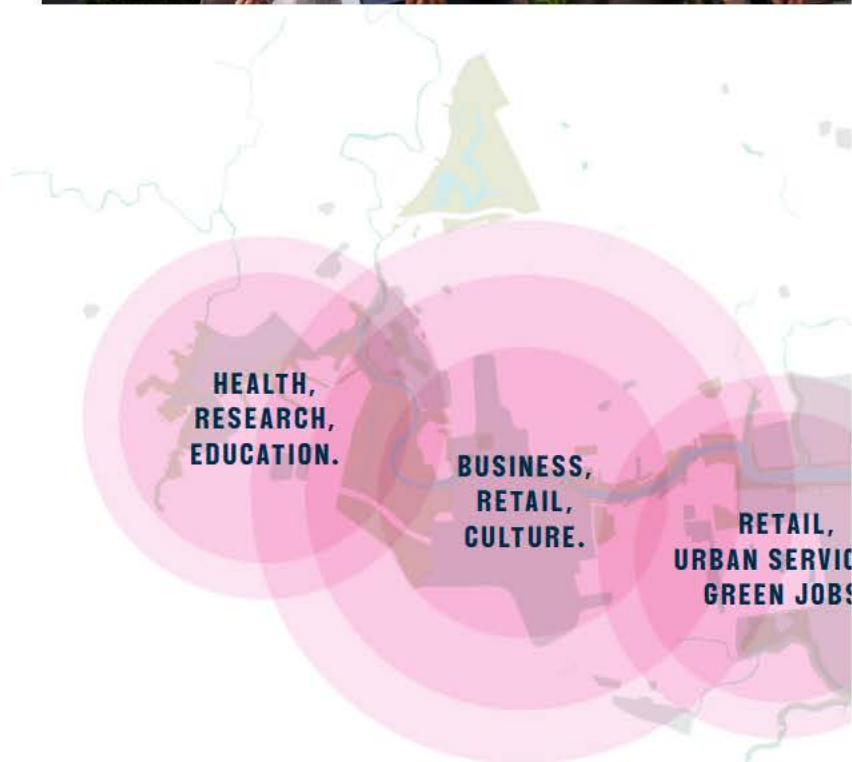 HEALTH,
RESEARCH,
EDUCATION.
BUSINESS,
RETAIL,
CULTURE.
RETAIL,
URBAN SERVIC
GREEN JOBS